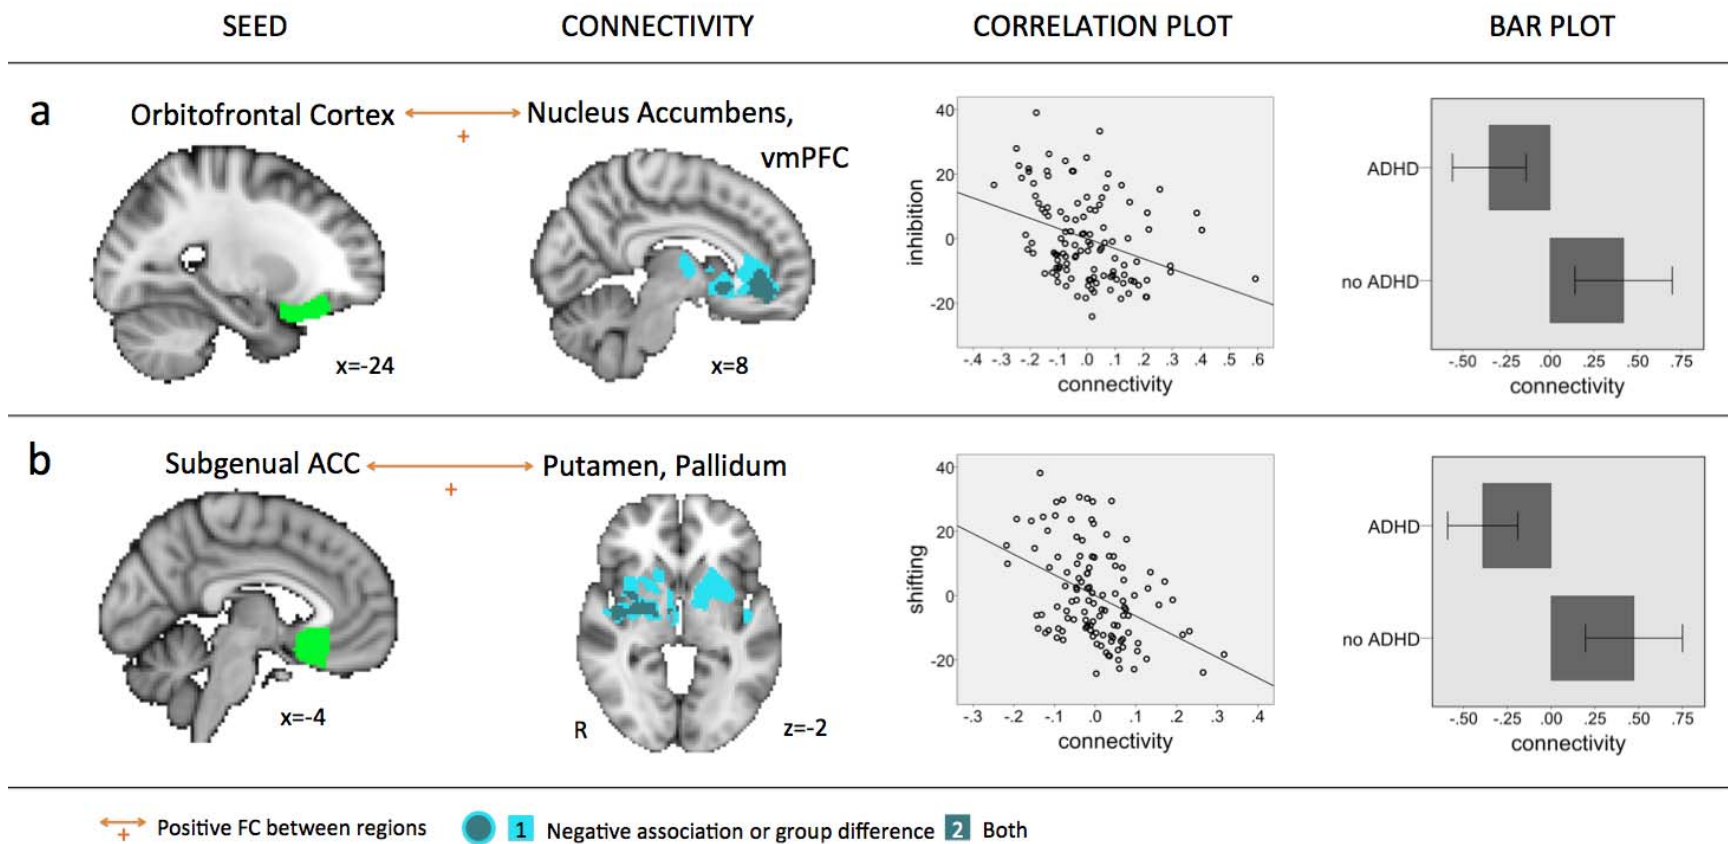 SEED CONNECTIVITY CORRELATION PLOT BAR PLOT
a
Orbitofrontal Cortex
+
Nucleus Accumbens,
vmPFC
x=-24
x=8
40
20
0
-20
inhibition
-.4 -.3 -.2 -.1 .0 .1 .2 .3 .4 .5 .6
connectivity
ADHD
no ADHD
-.50 .00 .50 .75
connectivity
b
Subgenual ACC
+
Putamen, Pallidum
x=-4
R
z=-2
40
20
0
-20
shifting
-.3 -.2 -.1 .0 .1 .2 .3 .4
connectivity
ADHD
no ADHD
-.50 -.25 .00 .25 .50 .75
connectivity
+ Positive FC between regions 1 Negative association or group difference 2 Both